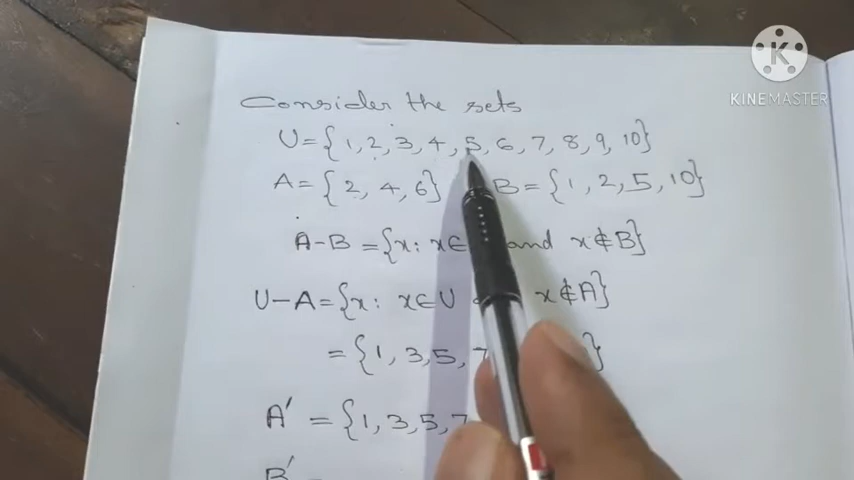 K
KINEMASTER
Consider the sets
U={1,2,3,4,5,6,7,8,9,10}
A={2,4,6} B={1,2,5,10}
A-B={x: x∈ and x∉B}
U-A={x: x∈U x∉A}
={1,3,5,7 }
A'={1,3,5,7
B'=